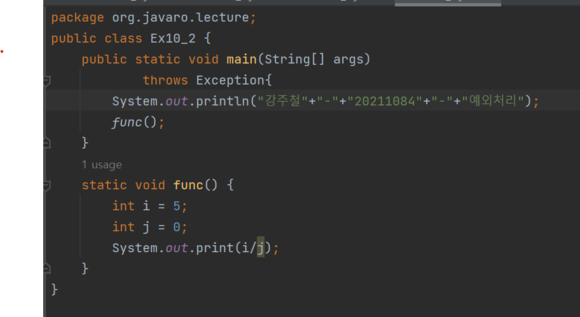 package org.javaro.lecture;
public class Ex10_2 {
public static void main(String[] args)
throws Exception{
System.out.println("강주철"+"-"+"20211084"+"-"+"예외처리");
func();
}
1 usage
static void func() {
int i = 5;
int j = 0;
System.out.print(i/j);
}
}